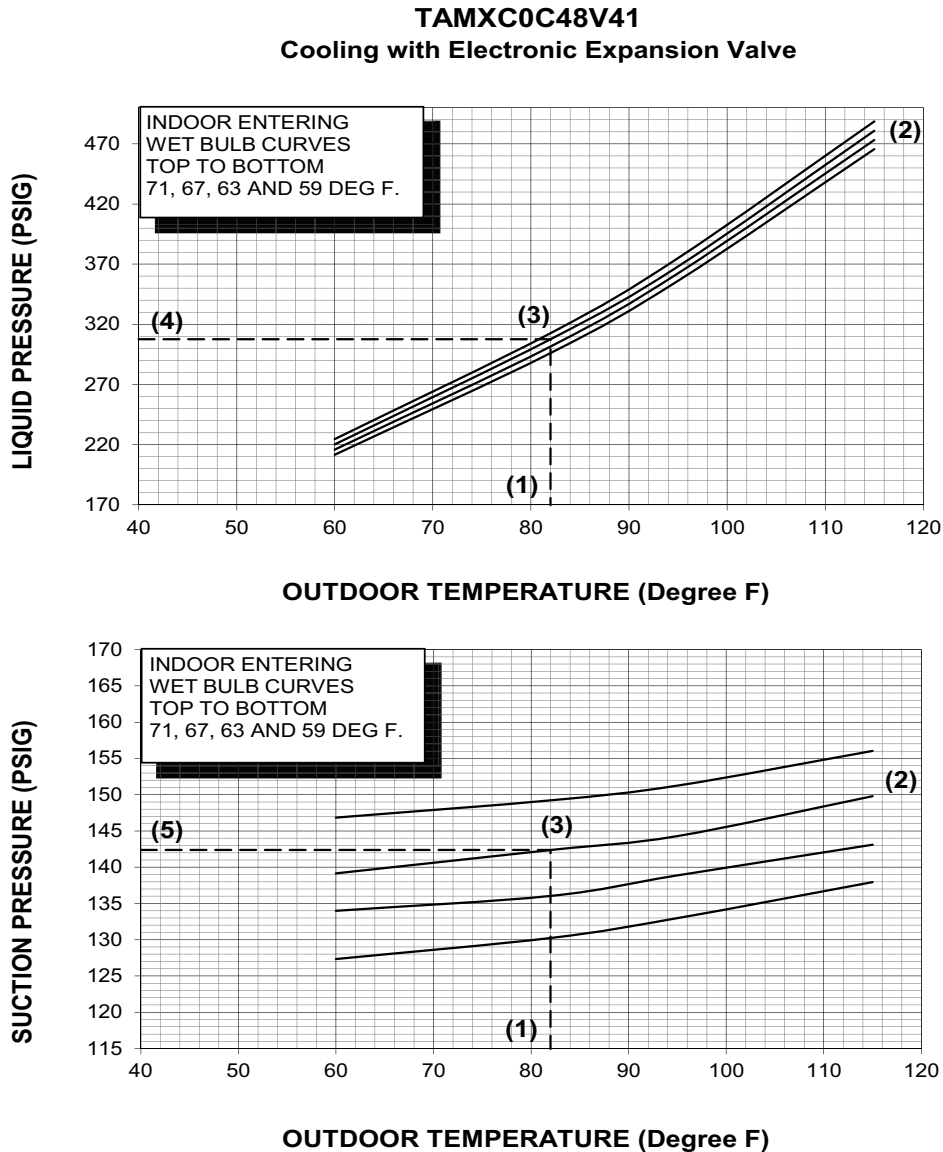 TAMXC0C48V41
Cooling with Electronic Expansion Valve
INDOOR ENTERING
WET BULB CURVES
TOP TO BOTTOM
71, 67, 63 AND 59 DEG F.
LIQUID PRESSURE (PSIG)
470
420
370
320
270
220
170
(2)
(3)
(4)
(1)
40 50 60 70 80 90 100 110 120
OUTDOOR TEMPERATURE (Degree F)
INDOOR ENTERING
WET BULB CURVES
TOP TO BOTTOM
71, 67, 63 AND 59 DEG F.
SUCTION PRESSURE (PSIG)
170
165
160
155
150
145
140
135
130
125
120
115
(2)
(3)
(5)
(1)
40 50 60 70 80 90 100 110 120
OUTDOOR TEMPERATURE (Degree F)